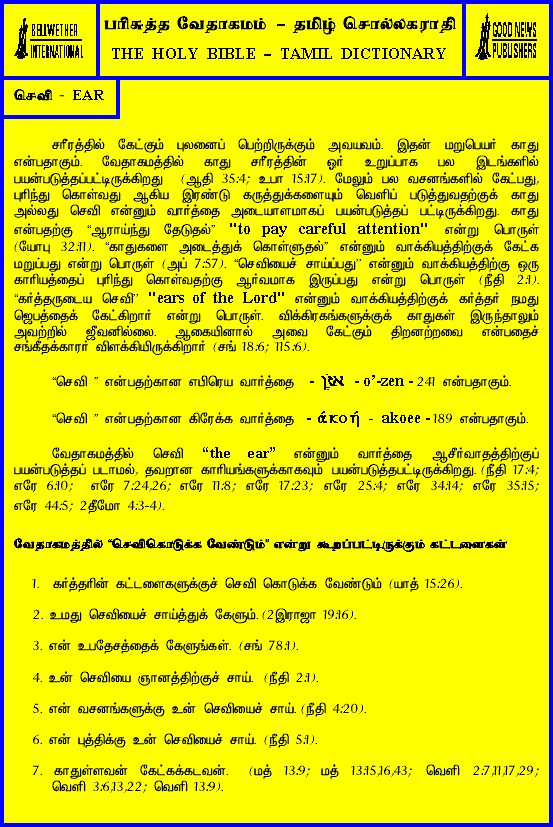 BELLWETHER
INTERNATIONAL
பரிசுத்த வேதாகமம் – தமிழ் சொல்லகராதி
THE HOLY BIBLE – TAMIL DICTIONARY
GOOD NEWS
PUBLISHERS
செவி - EAR
சரீரத்தில் கேட்கும் புலனைப் பெற்றிருக்கும் அவயவம். இதன் மறுபெயர் காது
என்பதாகும். வேதாகமத்தில் காது சரீரத்தின் ஓர் உறுப்பாக பல இடங்களில்
பயன்படுத்தப்பட்டிருக்கிறது (ஆதி 35:4; உபா 15:17). மேலும் பல வசனங்களில் கேட்பது,
புரிந்து கொள்வது ஆகிய இரண்டு கருத்துக்களையும் வெளிப் படுத்துவதற்குக் காது
அல்லது செவி என்னும் வார்த்தை அடையாளமாகப் பயன்படுத்தப் பட்டிருக்கிறது. காது
என்பதற்கு “ஆராய்ந்து தேடுதல்” "to pay careful attention" என்று பொருள்
(யோபு 32:11). “காதுகளை அடைத்துக் கொள்ளுதல்” என்னும் வாக்கியத்திற்குக் கேட்க
மறுப்பது என்று பொருள் (அப் 7:57). “செவியைச் சாய்ப்பது” என்னும் வாக்கியத்திற்கு ஒரு
காரியத்தைப் புரிந்து கொள்வதற்கு ஆர்வமாக இருப்பது என்று பொருள் (நீதி 2:1).
“கர்த்தருடைய செவி” "ears of the Lord" என்னும் வாக்கியத்திற்குக் கர்த்தர் நமது
ஜெபத்தைக் கேட்கிறார் என்று பொருள். விக்கிரகங்களுக்குக் காதுகள் இருந்தாலும்
அவற்றில் ஜீவனில்லை. ஆகையினால் அவை கேட்கும் திறனற்றவை என்பதைச்
சங்கீதக்காரர் விளக்கியிருக்கிறார் (சங் 18:6; 115:6).
“செவி ” என்பதற்கான எபிரெய வார்த்தை - אֹזֶן - o’-zen - 241 என்பதாகும்.
“செவி ” என்பதற்கான கிரேக்க வார்த்தை - ἀκοή - akoee - 189 என்பதாகும்.
வேதாகமத்தில் செவி “the ear” என்னும் வார்த்தை ஆசீர்வாதத்திற்குப்
பயன்படுத்தப் படாமல், தவறான காரியங்களுக்காகவும் பயன்படுத்தபட்டிருக்கிறது. (நீதி 17:4;
எரே 6:10; எரே 7:24,26; எரே 11:8; எரே 17:23; எரே 25:4; எரே 34:14; எரே 35:15;
எரே 44:5; 2தீமோ 4:3-4).
வேதாகமத்தில் “செவிகொடுக்க வேண்டும்” என்று கூறப்பட்டிருக்கும் கட்டளைகள்
1. கர்த்தரின் கட்டளைகளுக்குச் செவி கொடுக்க வேண்டும் (யாத் 15:26).
2. உமது செவியைச் சாய்த்துக் கேளும். (2இராஜா 19:16).
3. என் உபதேசத்தைக் கேளுங்கள். (சங் 78:1).
4. உன் செவியை ஞானத்திற்குச் சாய். (நீதி 2:1).
5. என் வசனங்களுக்கு உன் செவியைச் சாய். (நீதி 4:20).
6. என் புத்திக்கு உன் செவியைச் சாய். (நீதி 5:1).
7. காதுள்ளவன் கேட்கக்கடவன். (மத் 13:9; மத் 13:15,16,43; வெளி 2:7,11,17,29;
வெளி 3:6,13,22; வெளி 13:9).